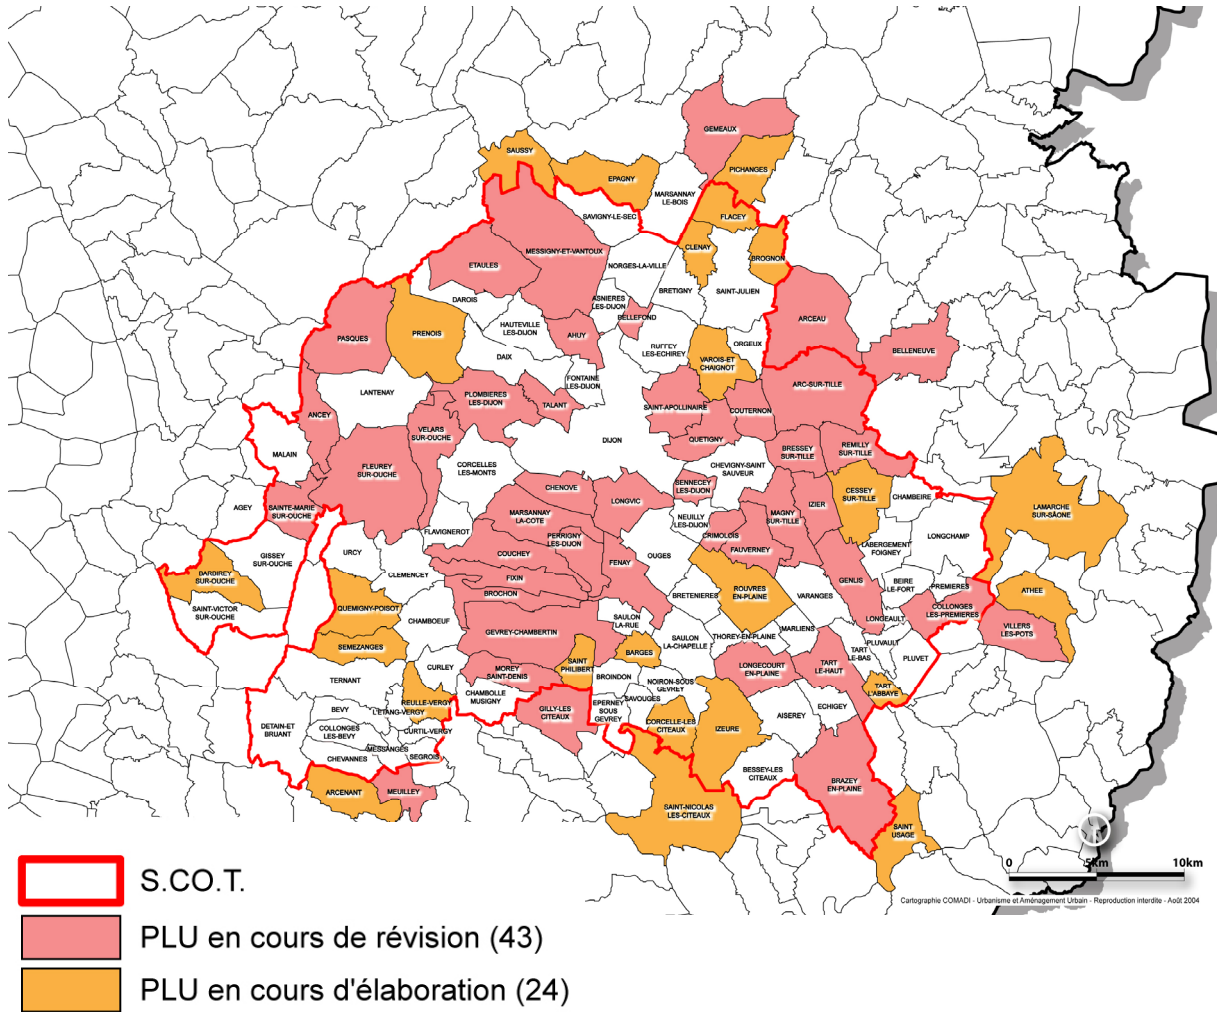 GEMEAUX
SAUSSY
PICHANGES
EPAGNY
MARSANNAY
LE-BOIS
SAVIGNY-LE-SEC
FLACEY
MESSIGNY-ET-VANTOUX
CLENAY
BROGNON
ETAULES
NORGES-LA-VILLE
BRETIGNY
SAINT-JULIEN
DAROIS
ASNIERES
LES-DIJON
BELLEFOND
ARCEAU
PASQUES
PRENOIS
HAUTEVILLE
LES-DIJON
AHUY
RUFFEY
LES-ECHIREY
ORGEUX
BELLENEUVE
DAIX
VAROIS-ET
CHAIGNOT
FONTAINE
LES-DIJON
ARC-SUR-TILLE
LANTENAY
PLOMBIERES
LES-DIJON
TALANT
SAINT-APOLLINAIRE
COUTERNON
ANCEY
VELARS
SUR-OUCHE
DIJON
QUETIGNY
BRESSEY
SUR-TILLE
REMILLY
SUR-TILLE
MALAIN
FLEUREY
SUR-OUCHE
CORCELLES
LES-MONTS
CHEVIGNY-SAINT
SAUVEUR
CHENOVE
SENNECEY
LES-DIJON
CESSEY
SUR-TILLE
CHAMBEIRE
LAMARCHE
SUR-SÂONE
AGEY
SAINTE-MARIE
SUR-OUCHE
MARSANNAY
LA-COTE
LONGVIC
NEUILLY
LES-DIJON
MAGNY
SUR-TILLE
IZIER
FLAVIGNEROT
PERRIGNY
LES-DIJON
CRIMOLOIS
LONGCHAMP
URCY
COUCHEY
OUGES
FAUVERNEY
LABERGEMENT
FOIGNEY
GISSEY
SUR-OUCHE
FENAY
BARBIREY
SUR-OUCHE
CLEMENCEY
FIXIN
GENLIS
BEIRE
LE-FORT
PREMIERES
ATHEE
BROCHON
BRETENIERES
ROUVRES
EN-PLAINE
VARANGES
COLLONGES
LES-PREMIERES
SAINT-VICTOR
SUR-OUCHE
QUEMIGNY-POISOT
CHAMBOEUF
SAULON
LA-RUE
LONGEAULT
VILLERS
LES-POTS
GEVREY-CHAMBERTIN
MARLIENS
SEMEZANGES
SAULON
LA-CHAPELLE
THOREY-EN-PLAINE
PLUVAULT
BARGES
TART
LE-BAS
PLUVET
CURLEY
MOREY
SAINT-DENIS
SAINT
PHILIBERT
LONGECOURT
EN-PLAINE
TART
LE-HAUT
TERNANT
BROINDON
NOIRON-SOUS
GEVREY
TART
L'ABBAYE
CHAMBOLLE
MUSIGNY
SAVOUGES
REULLE-VERGY
BEVY
L'ETANG-VERGY
GILLY-LES
CITEAUX
EPERNEY
SOUS
GEVREY
ECHIGEY
AISEREY
DETAIN-ET
BRUANT
COLLONGES
LES-BEVY
CURTIL-VERGY
CORCELLE-LES
CITEAUX
IZEURE
MESSANGES
CHEVANNES
SEGROIS
BESSEY-LES
CITEAUX
BRAZEY
EN-PLAINE
ARCENANT
MEUILLEY
SAINT-NICOLAS
LES-CITEAUX
SAINT
USAGE
0 5km 10km
Cartographie COMADI - Urbanisme et Aménagement Urbain - Reproduction interdite - Août 2004
S.CO.T.
PLU en cours de révision (43)
PLU en cours d'élaboration (24)